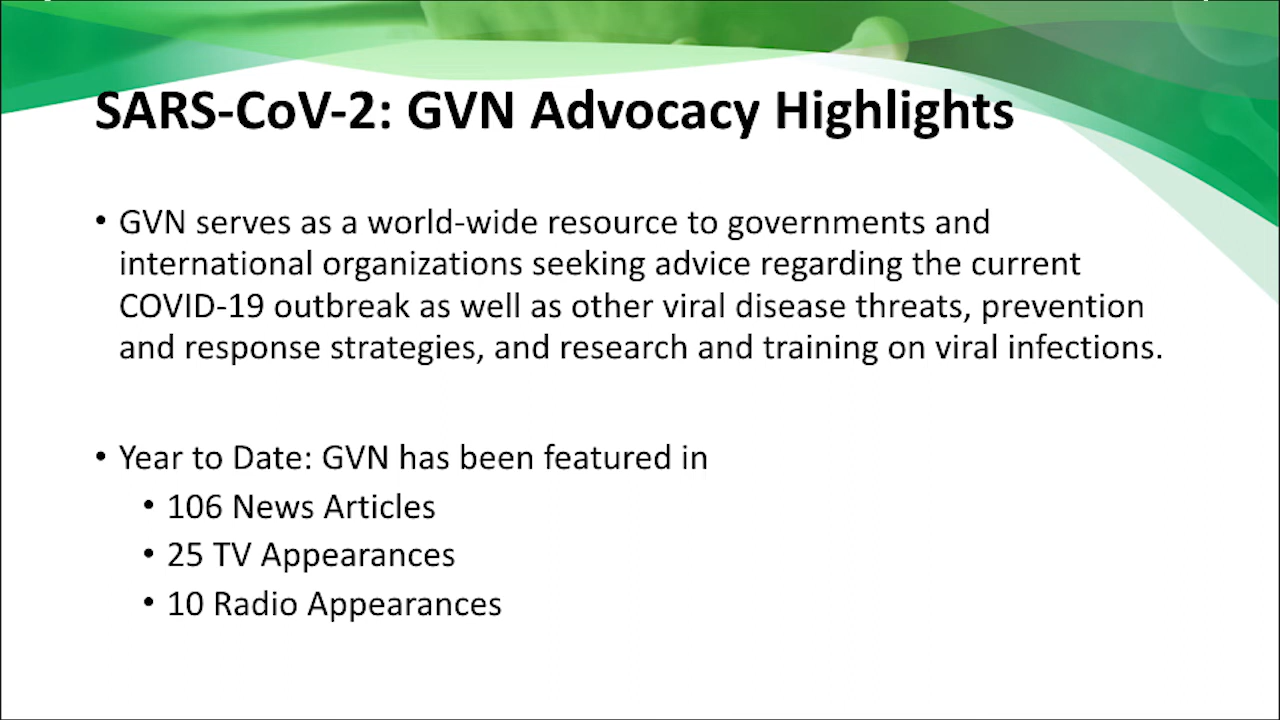 SARS-CoV-2: GVN Advocacy Highlights
• GVN serves as a world-wide resource to governments and
international organizations seeking advice regarding the current
COVID-19 outbreak as well as other viral disease threats, prevention
and response strategies, and research and training on viral infections.
• Year to Date: GVN has been featured in
• 106 News Articles
• 25 TV Appearances
• 10 Radio Appearances